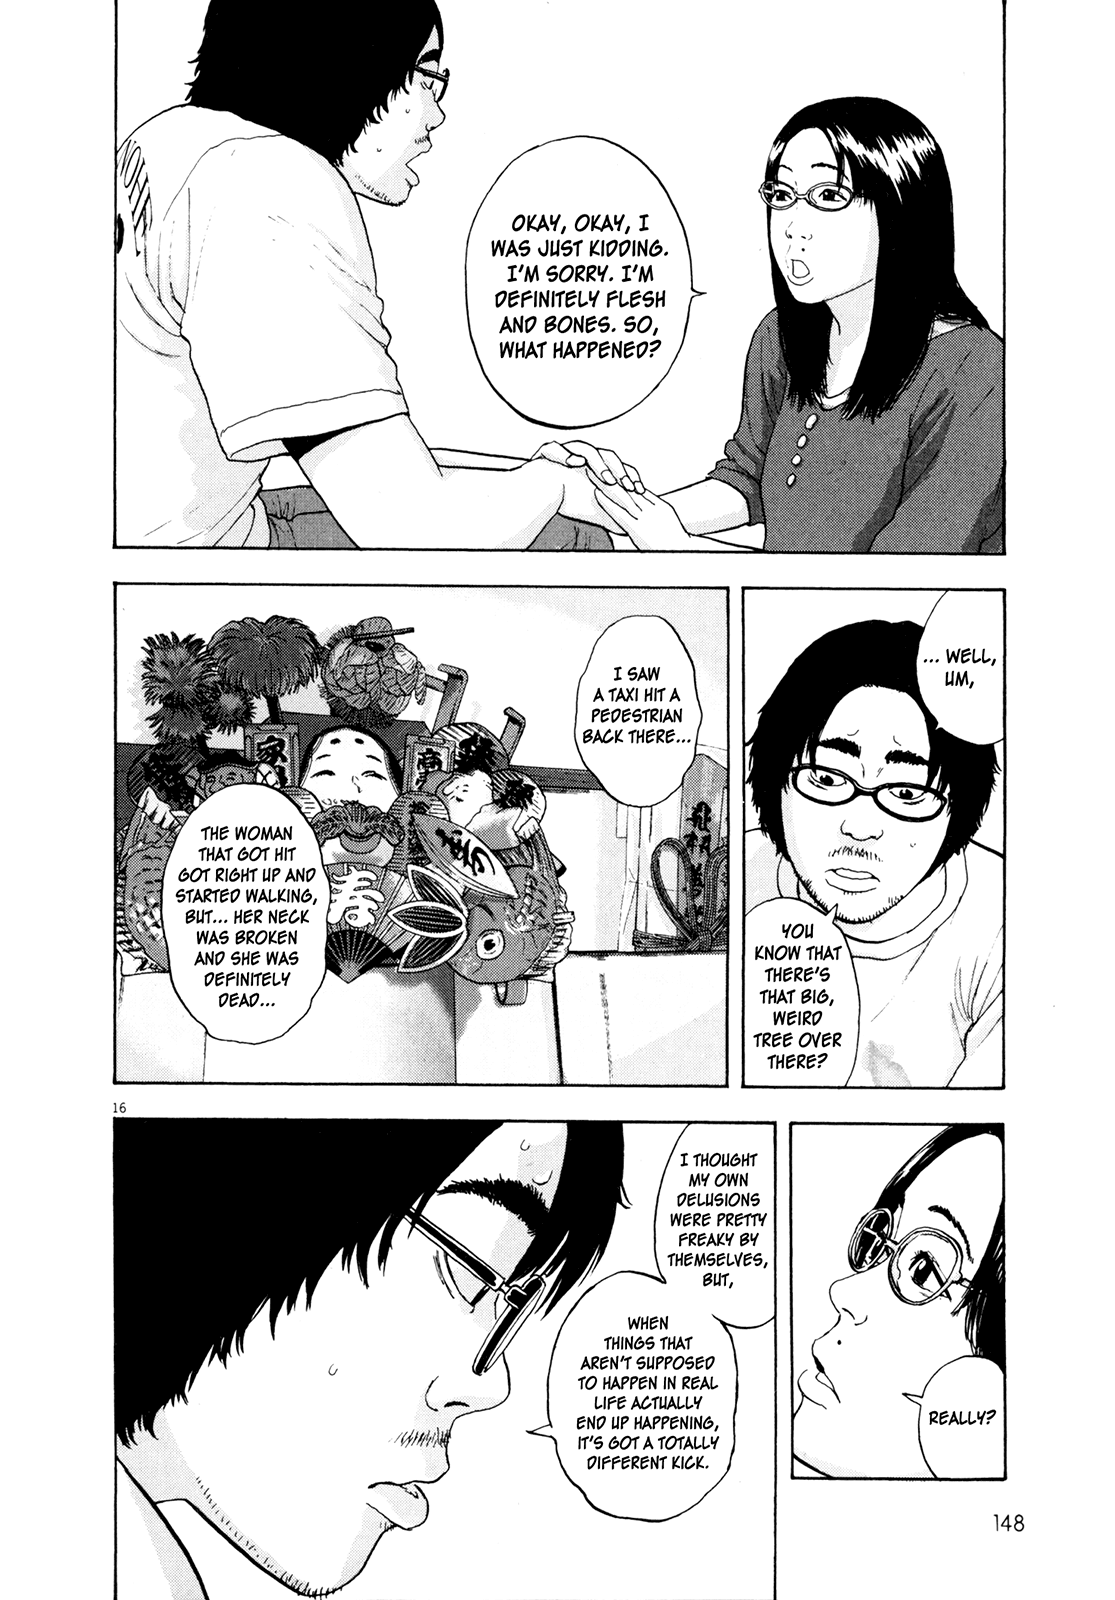 OKAY, OKAY, I
WAS JUST KIDDING.
I'M SORRY. I'M
DEFINITELY FLESH
AND BONES. SO,
WHAT HAPPENED?
... WELL,
UM,
YOU
KNOW THAT
THERE'S
THAT BIG,
WEIRD
TREE OVER
THERE?
I SAW
A TAXI HIT A
PEDESTRIAN
BACK THERE...
THE WOMAN
THAT GOT HIT
GOT RIGHT UP AND
STARTED WALKING,
BUT... HER NECK
WAS BROKEN
AND SHE WAS
DEFINITELY
DEAD...
16
REALLY?
I THOUGHT
MY OWN
DELUSIONS
WERE PRETTY
FREAKY BY
THEMSELVES,
BUT,
WHEN
THINGS THAT
AREN'T SUPPOSED
TO HAPPEN IN REAL
LIFE ACTUALLY
END UP HAPPENING,
IT'S GOT A TOTALLY
DIFFERENT KICK.
148